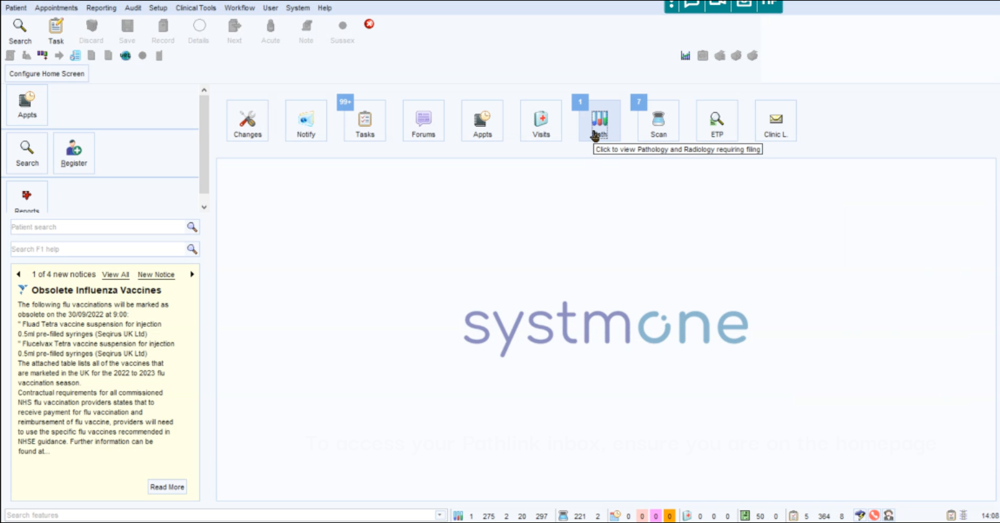 Patient Appointments Reporting Audit Setup Clinical Tools Workflow User System Help
Search Task Discard Save Record Details Next Acute Note Sussex
Configure Home Screen
Appts
Search Register
Reports
99+ 1 7
Changes Notify Tasks Forums Appts Visits Path Scan ETP Clinic L.
Click to view Pathology and Radiology requiring filing
Patient search
Search F1 help
1 of 4 new notices View All New Notice
Obsolete Influenza Vaccines
The following flu vaccinations will be marked as
obsolete on the 30/09/2022 at 9:00:
" Fluad Tetra vaccine suspension for injection
0.5ml pre-filled syringes (Seqirus UK Ltd)
" Flucelvax Tetra vaccine suspension for injection
0.5ml pre-filled syringes (Seqirus UK Ltd)
The attached table lists all of the vaccines that
are marketed in the UK for the 2022 to 2023 flu
vaccination season.
Contractual requirements for all commissioned
NHS flu vaccination providers states that to
receive payment for flu vaccination and
reimbursement of flu vaccine, providers will need
to use the specific flu vaccines recommended in
NHSE guidance. Further information can be
found at...
Read More
systmone
To access your Pathlink inbox, ensure you are on the homepage
Search features
1 275 2 20 297 221 2 0 0 0 0 0 0 0 50 0 5 364 8 14:08